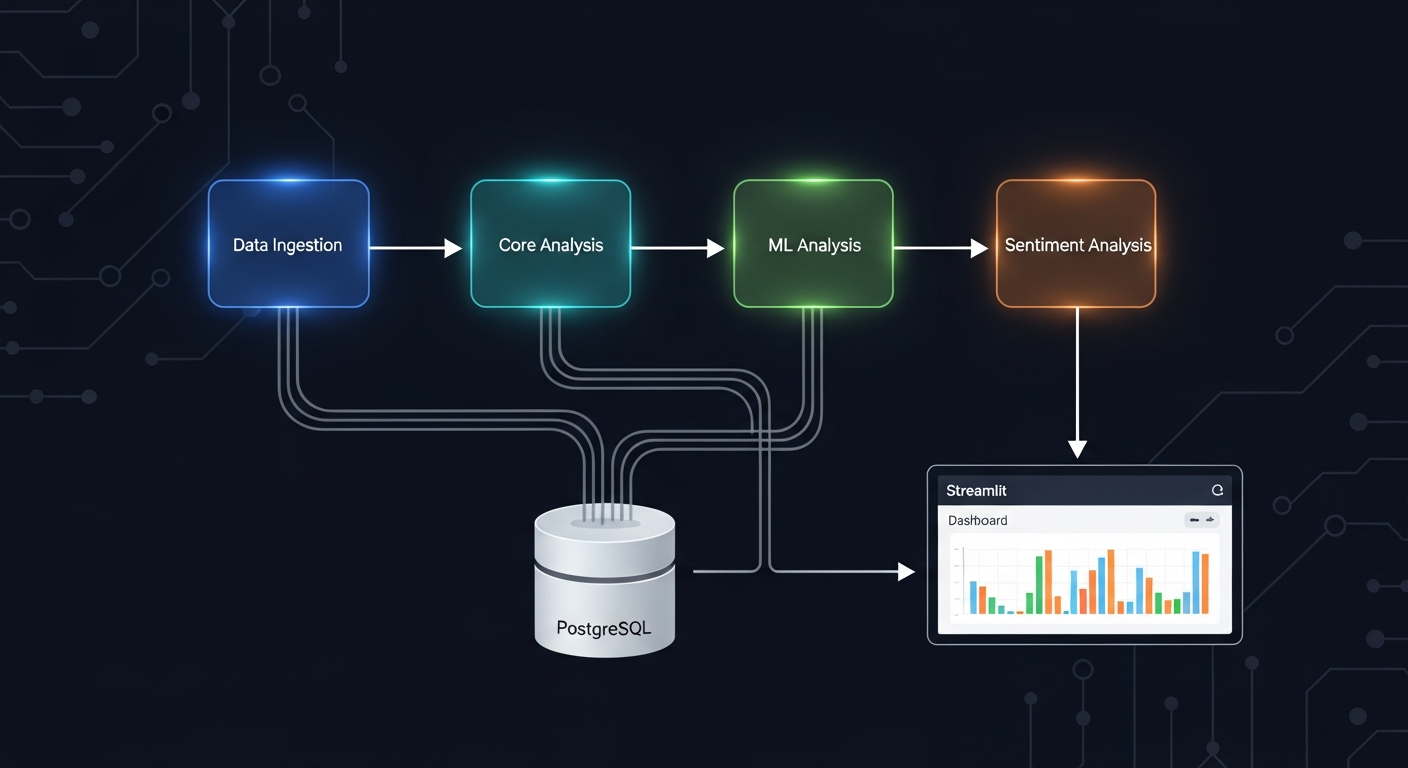 Data Ingestion
Core Analysis
ML Analysis
Sentiment Analysis
Streamlit
Dashboard
PostgreSQL